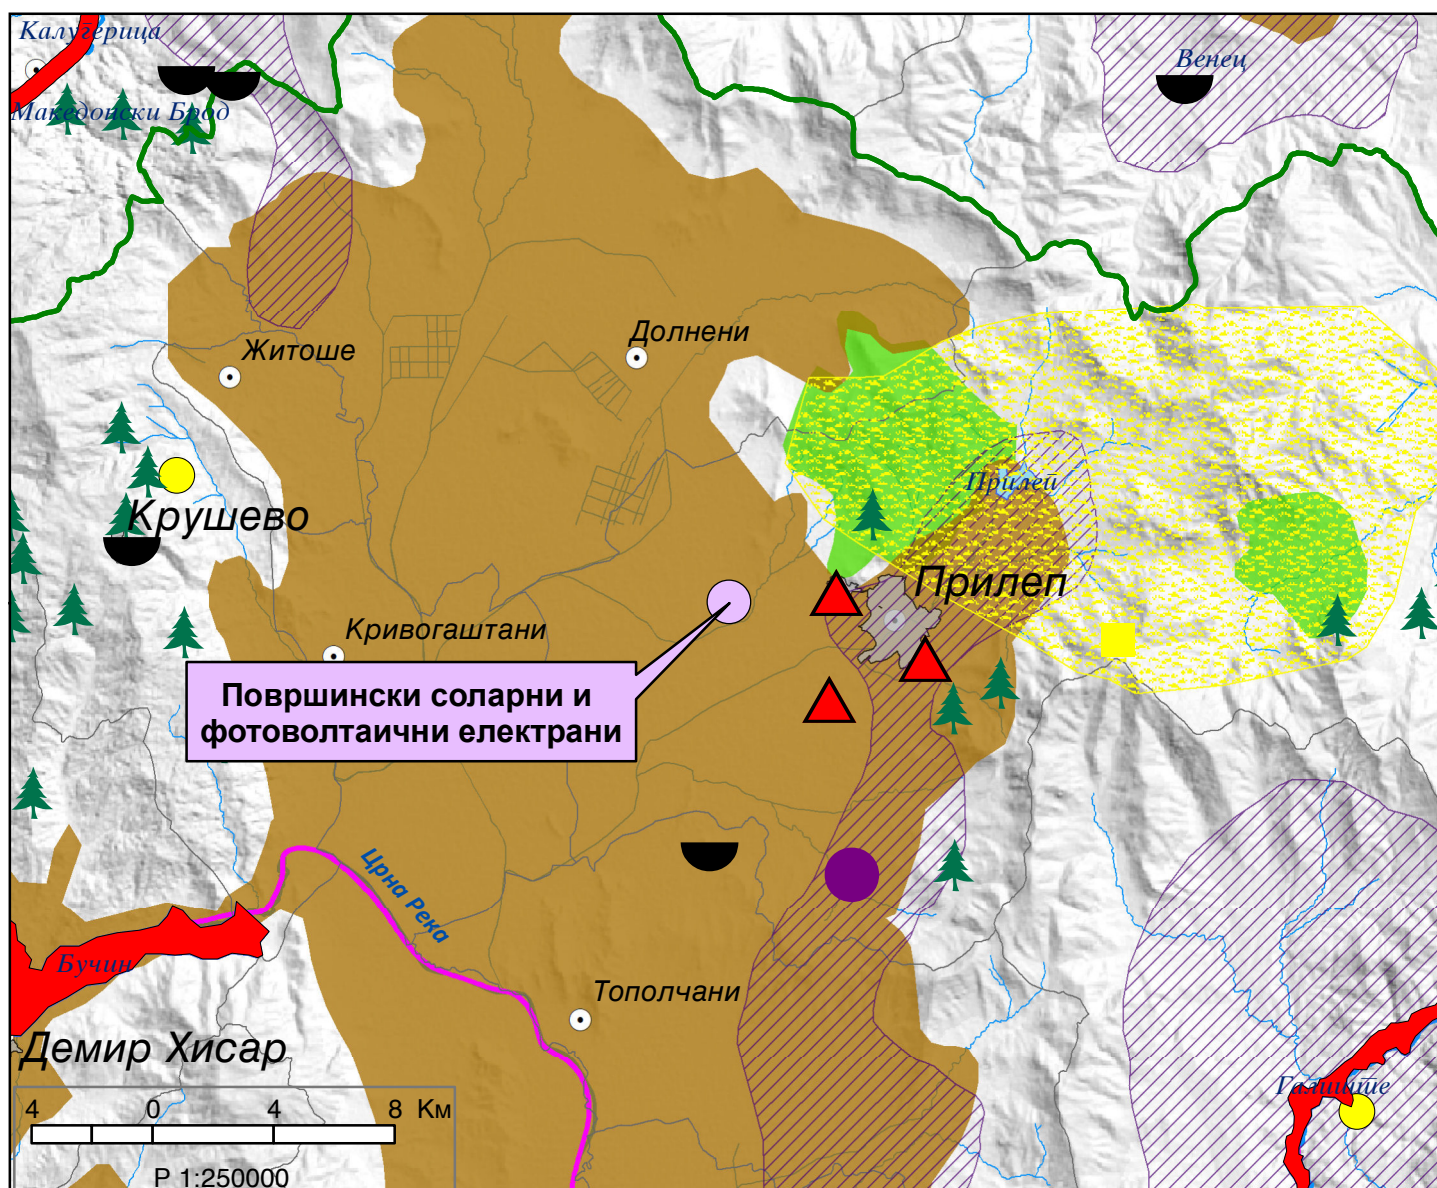 Калугерица
Венец
Македонски Брод
Долнени
Житоше
Прилеп
Крушево
Прилеп
Кривогаштани
Површински соларни и
фотоволтаични електрани
Црна Река
Бучин
Тополчани
Демир Хисар
Галиште
4 0 4 8 Км
Р 1:250000